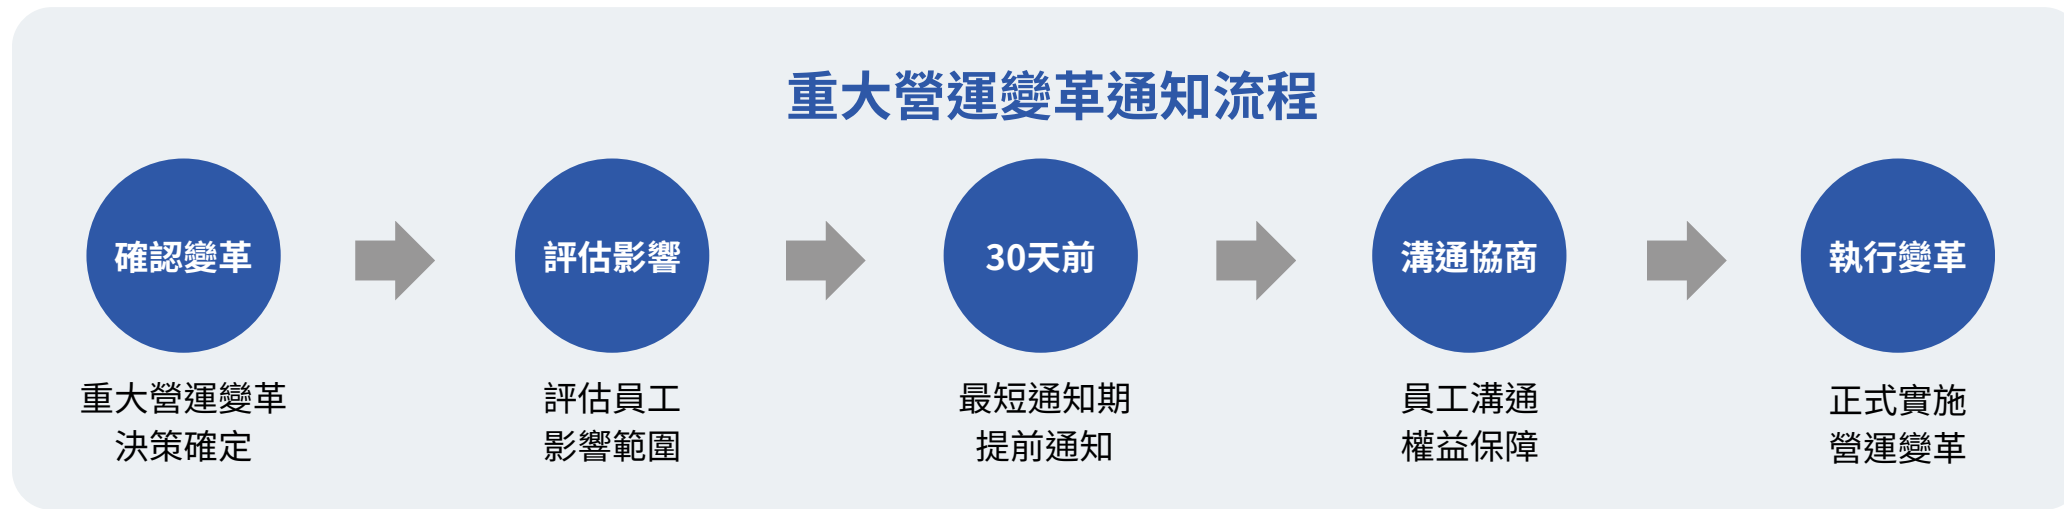 重大營運變革通知流程
確認變革
評估影響
30天前
溝通協商
執行變革
重大營運變革
決策確定
評估員工
影響範圍
最短通知期
提前通知
員工溝通
權益保障
正式實施
營運變革